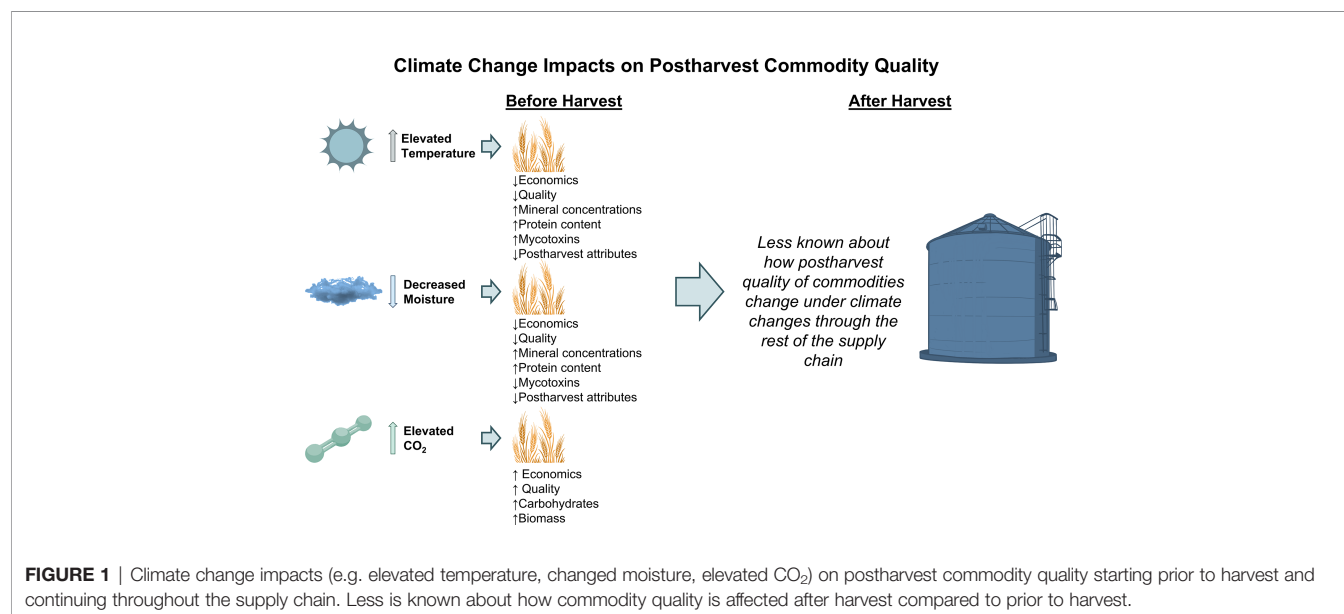 Climate Change Impacts on Postharvest Commodity Quality
Before Harvest
After Harvest
↑ Elevated
Temperature
↓Economics
↓Quality
↑Mineral concentrations
↑Protein content
↑Mycotoxins
↓Postharvest attributes
↓ Decreased
Moisture
↓Economics
↓Quality
↑Mineral concentrations
↑Protein content
↓Mycotoxins
↓Postharvest attributes
↑ Elevated
CO₂
↑ Economics
↑ Quality
↑Carbohydrates
↑Biomass
Less known about
how postharvest
quality of commodities
change under climate
changes through the
rest of the supply
chain
FIGURE 1 | Climate change impacts (e.g. elevated temperature, changed moisture, elevated CO₂) on postharvest commodity quality starting prior to harvest and
continuing throughout the supply chain. Less is known about how commodity quality is affected after harvest compared to prior to harvest.